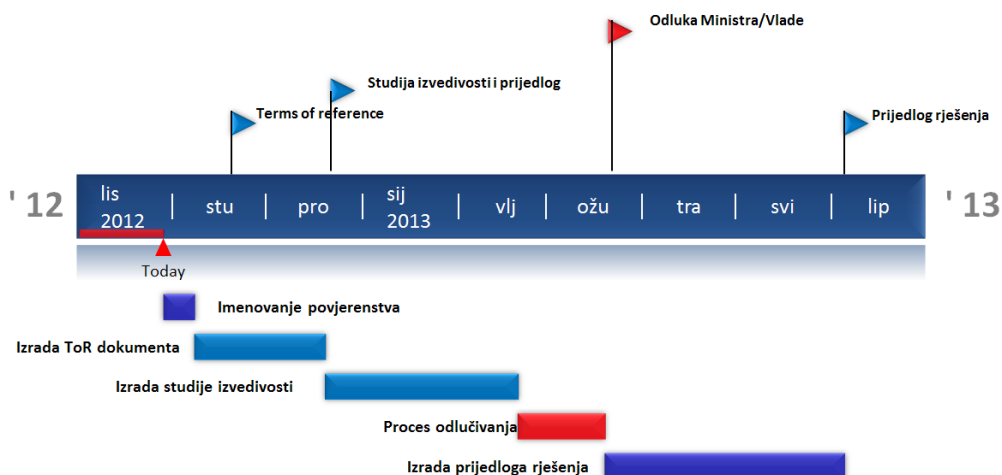 Odluka Ministra/Vlade
Studija izvedivosti i prijedlog
Terms of reference
Prijedlog rješenja
' 12
lis
2012
stu
pro
sij
2013
vlj
ožu
tra
svi
lip
' 13
Today
Imenovanje povjerenstva
Izrada ToR dokumenta
Izrada studije izvedivosti
Proces odlučivanja
Izrada prijedloga rješenja